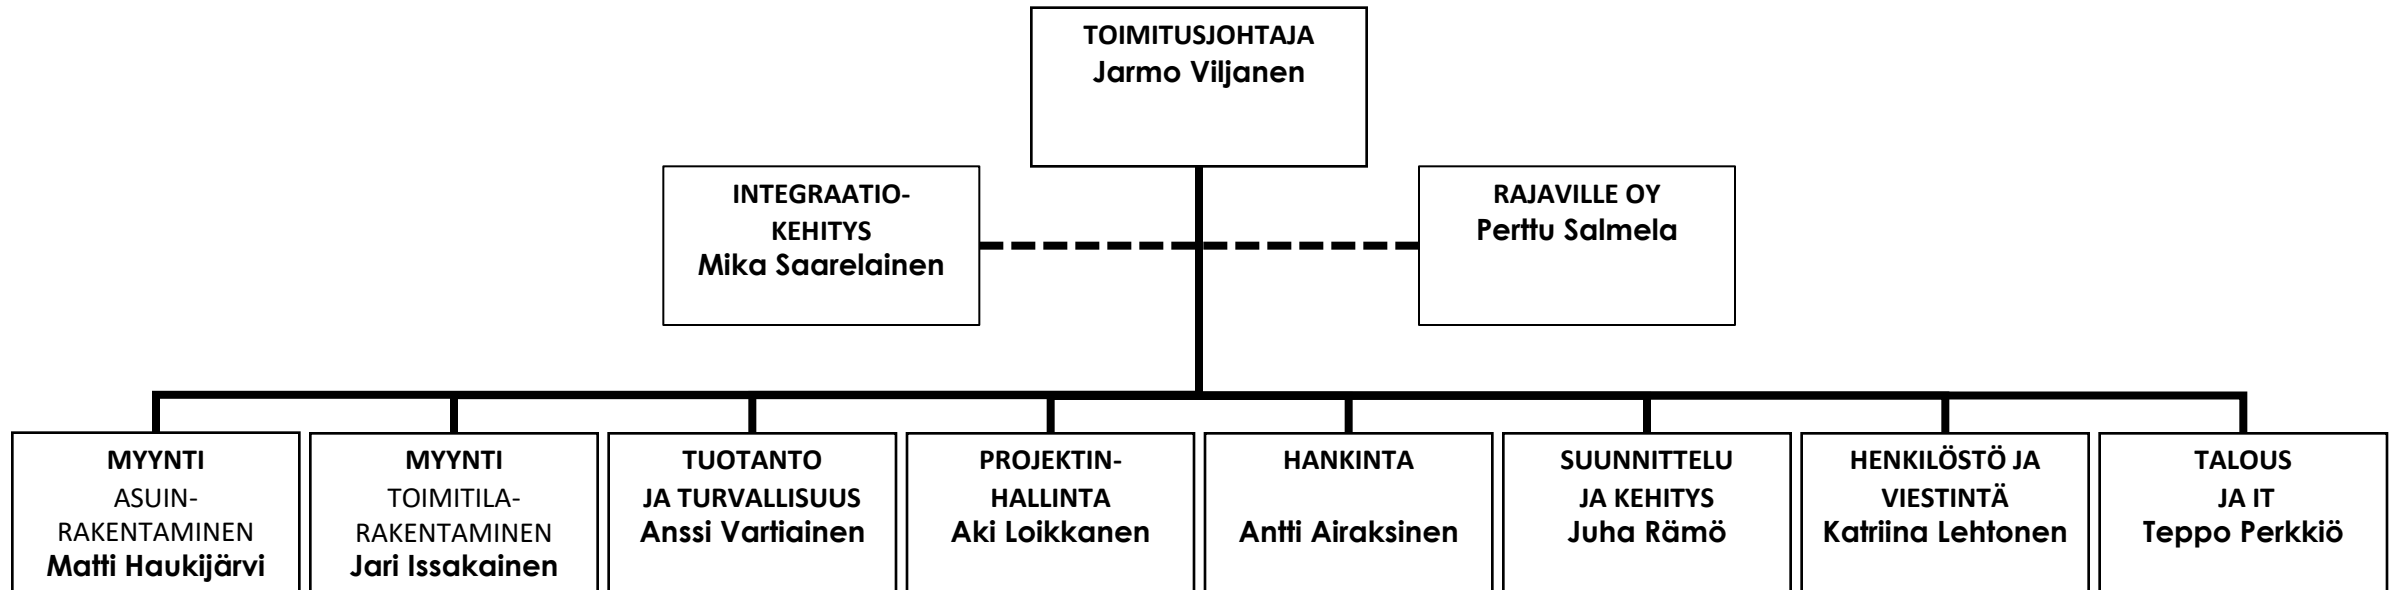 TOIMITUSJOHTAJA
Jarmo Viljanen
INTEGRAATIO-
KEHITYS
Mika Saarelainen
RAJAVILLE OY
Perttu Salmela
MYYNTI
ASUIN-
RAKENTAMINEN
Matti Haukijärvi
MYYNTI
TOIMITILA-
RAKENTAMINEN
Jari Issakainen
TUOTANTO
JA TURVALLISUUS
Anssi Vartiainen
PROJEKTIN-
HALLINTA
Aki Loikkanen
HANKINTA
Antti Airaksinen
SUUNNITTELU
JA KEHITYS
Juha Rämö
HENKILÖSTÖ JA
VIESTINTÄ
Katriina Lehtonen
TALOUS
JA IT
Teppo Perkkiö